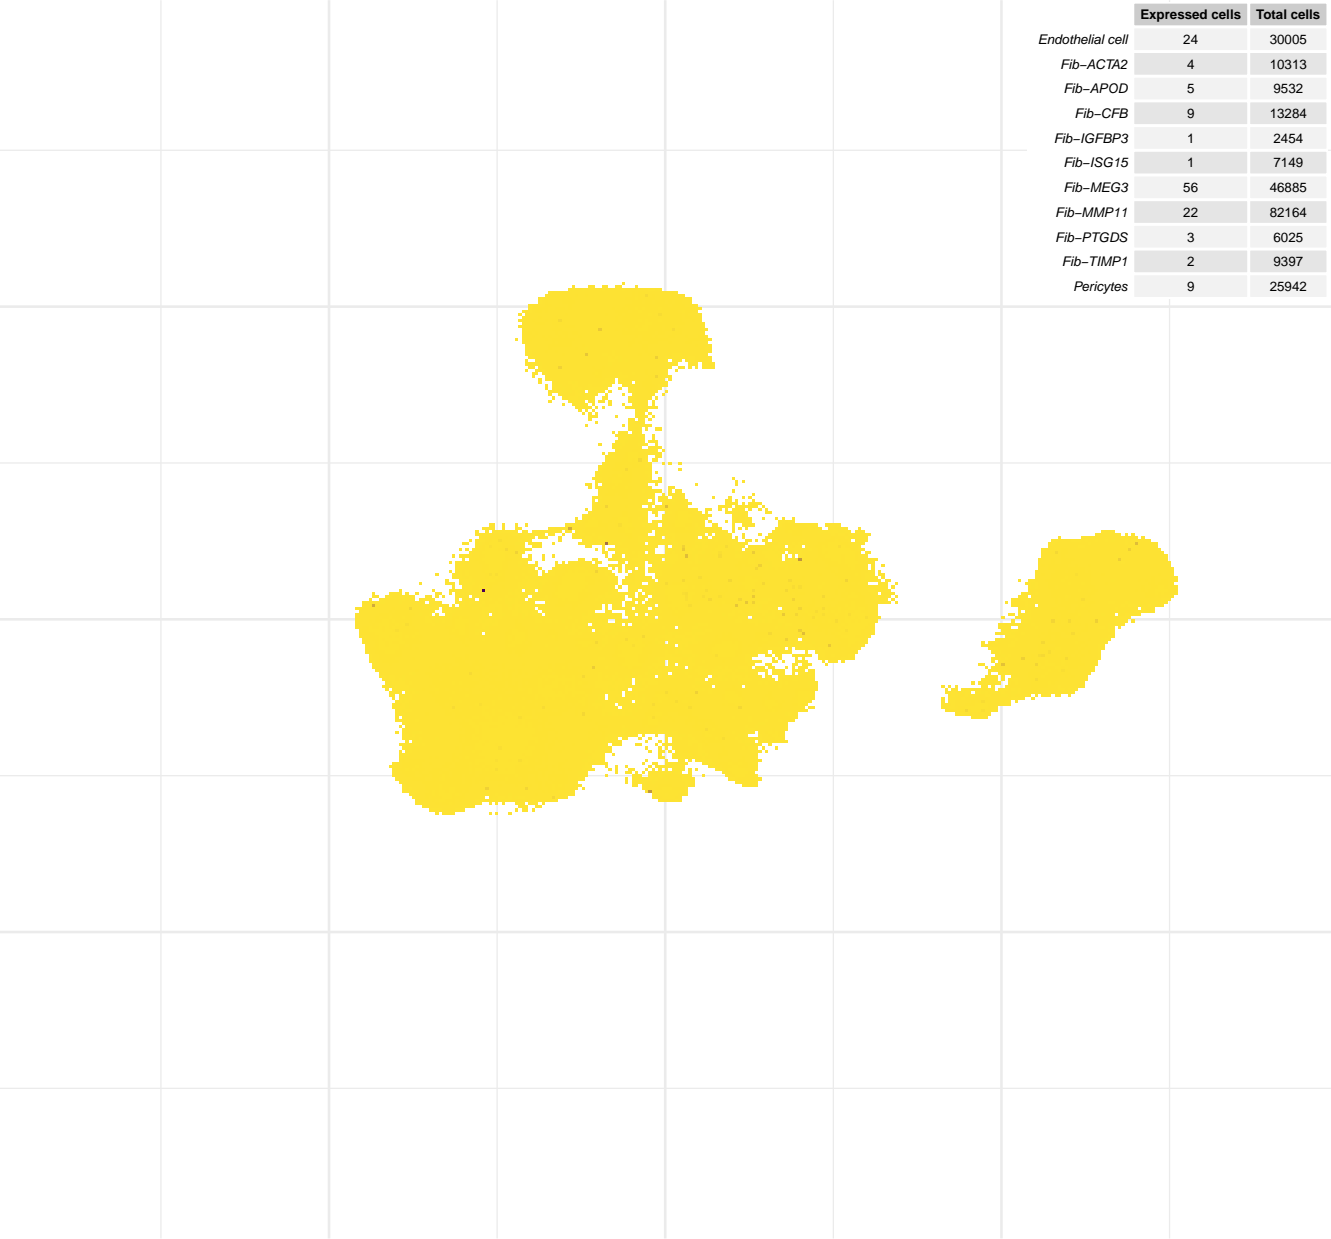 Expressed cells Total cells
Endothelial cell 24 30005
Fib−ACTA2 4 10313
Fib−APOD 5 9532
Fib−CFB 9 13284
Fib−IGFBP3 1 2454
Fib−ISG15 1 7149
Fib−MEG3 56 46885
Fib−MMP11 22 82164
Fib−PTGDS 3 6025
Fib−TIMP1 2 9397
Pericytes 9 25942